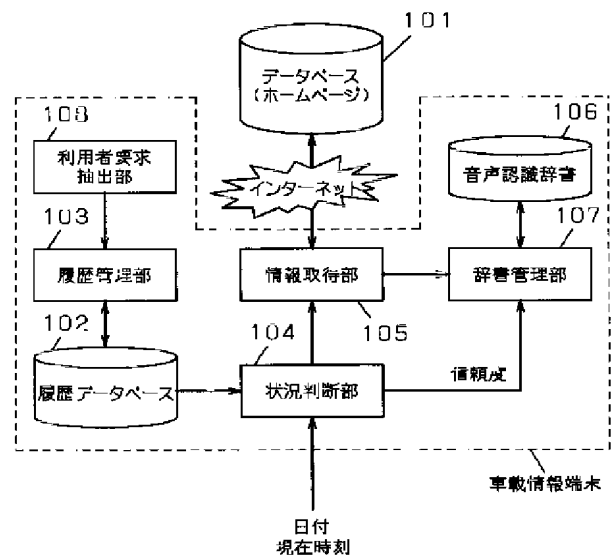 101
データベース
(ホームページ)
108
利用者要求
抽出部
インターネット
106
音声認識辞書
103
履歴管理部
情報取得部
105
107
辞書管理部
102
履歴データベース
104
状況判断部
信頼度
車載情報端末
日付
現在時刻